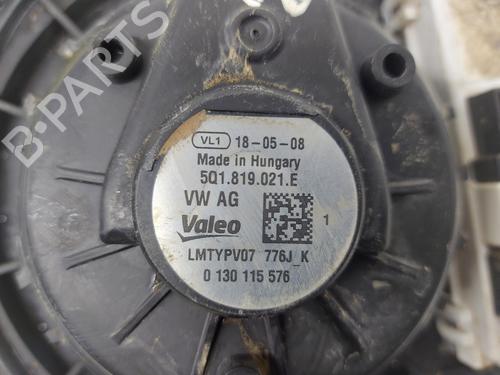 VL1 18-05-08
Made in Hungary
5Q1.819.021.E
VW AG
Valeo 1
LMTYPV07 776J_K
0 130 115 576
B-PARTS